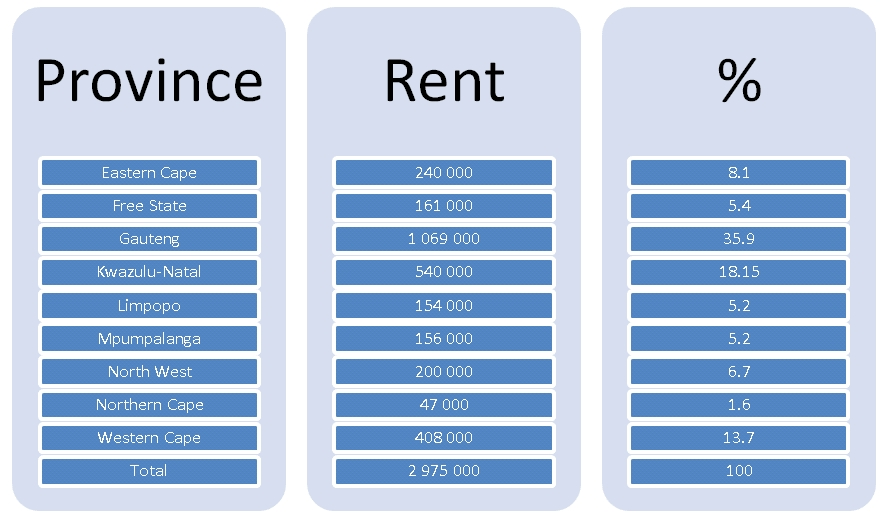 Province Rent %
Eastern Cape 240 000 8.1
Free State 161 000 5.4
Gauteng 1 069 000 35.9
Kwazulu-Natal 540 000 18.15
Limpopo 154 000 5.2
Mpumpalanga 156 000 5.2
North West 200 000 6.7
Northern Cape 47 000 1.6
Western Cape 408 000 13.7
Total 2 975 000 100